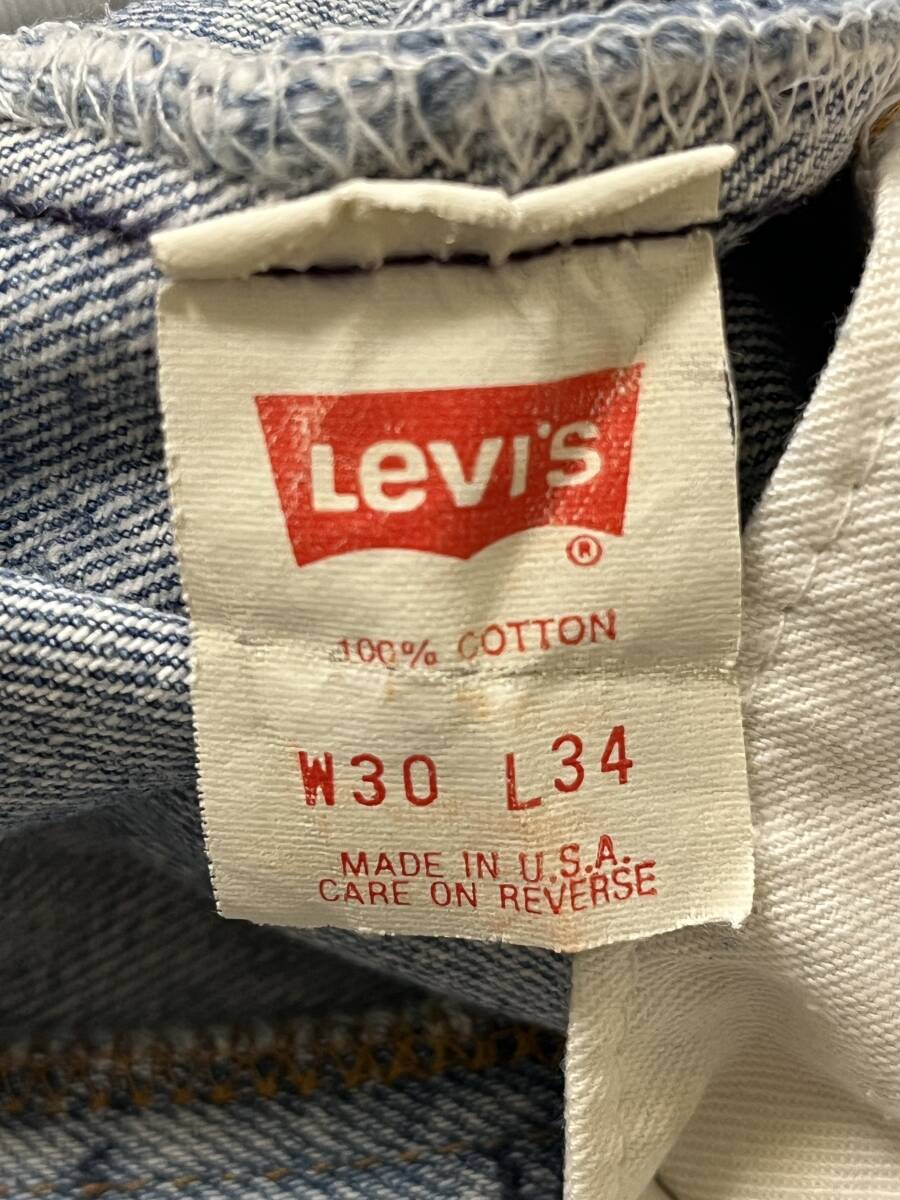 Levi's
®
100% COTTON
W30 L34
MADE IN U.S.A.
CARE ON REVERSE